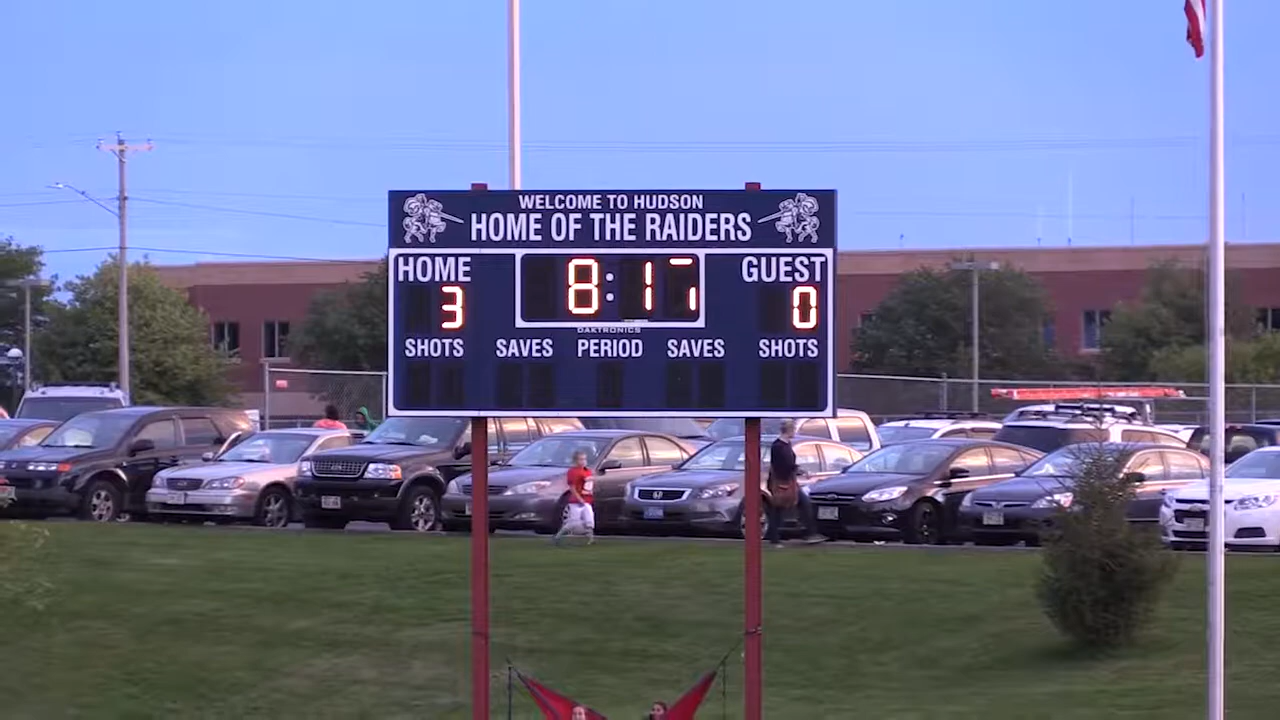 WELCOME TO HUDSON
HOME OF THE RAIDERS
HOME 8:17 GUEST
3 0
DAKTRONICS
SHOTS SAVES PERIOD SAVES SHOTS